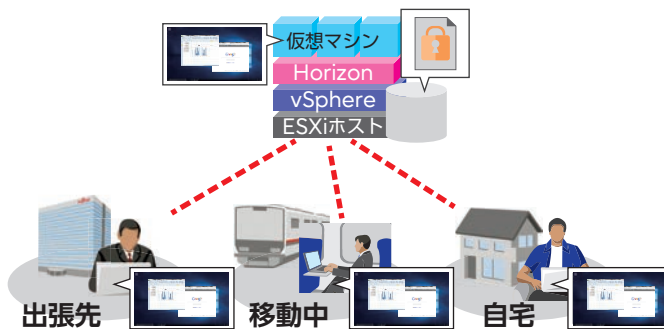 仮想マシン
Horizon
vSphere
ESXiホスト
出張先
移動中
自宅